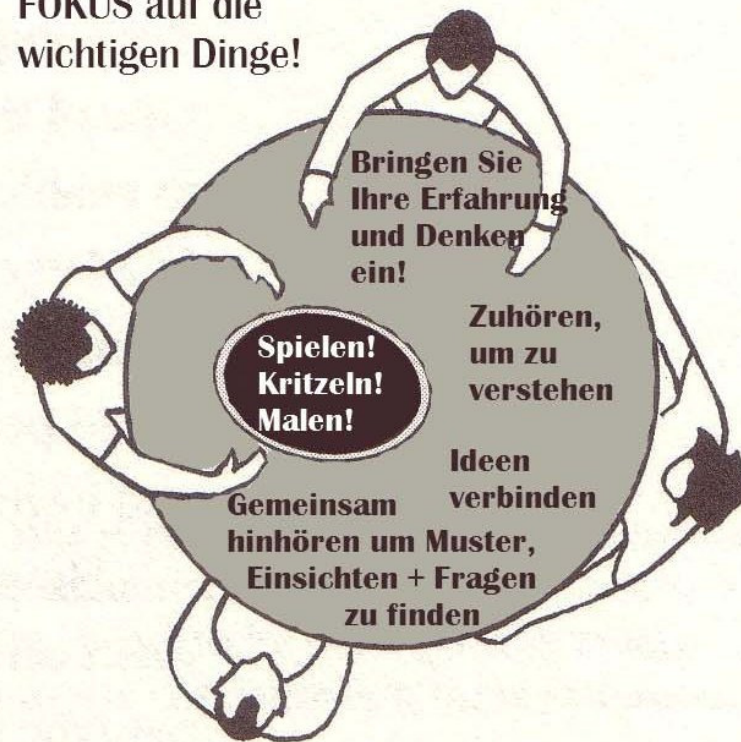 FOKUS auf die
wichtigen Dinge!
Bringen Sie
Ihre Erfahrung
und Denken
ein!
Zuhören,
um zu
verstehen
Spielen!
Kritzeln!
Malen!
Ideen
verbinden
Gemeinsam
hinhören um Muster,
Einsichten + Fragen
zu finden